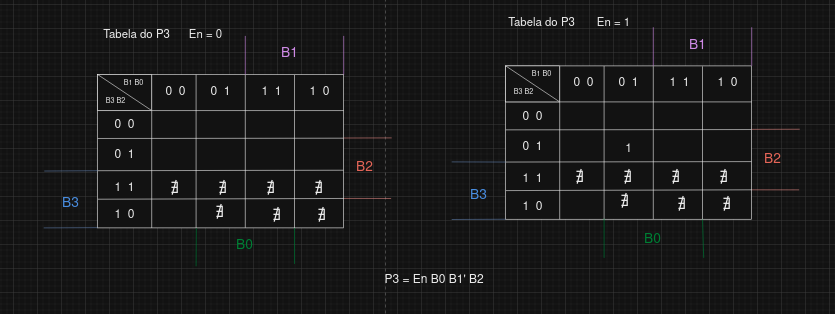 Tabela do P3 En = 0
B1
B1 B0
B3 B2
0 0 0 1 1 1 1 0
0 0
0 1
1 1 ∄ ∄ ∄ ∄
1 0 ∄ ∄ ∄
B2
B3
B0
Tabela do P3 En = 1
B1
B1 B0
B3 B2
0 0 0 1 1 1 1 0
0 0
0 1 1
1 1 ∄ ∄ ∄ ∄
1 0 ∄ ∄ ∄
B2
B3
B0
P3 = En B0 B1' B2